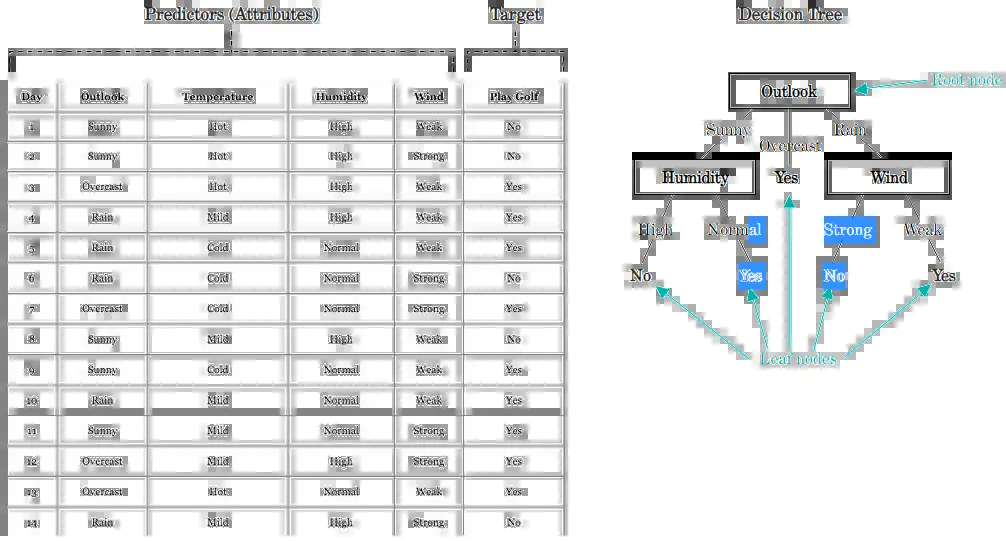 Predictors (Attributes) Target
Day Outlook Temperature Humidity Wind Play Golf
1 Sunny Hot High Weak No
2 Sunny Hot High Strong No
3 Overcast Hot High Weak Yes
4 Rain Mild High Weak Yes
5 Rain Cold Normal Weak Yes
6 Rain Cold Normal Strong No
7 Overcast Cold Normal Strong Yes
8 Sunny Mild High Weak No
9 Sunny Cold Normal Weak Yes
10 Rain Mild Normal Weak Yes
11 Sunny Mild Normal Strong Yes
12 Overcast Mild High Strong Yes
13 Overcast Hot Normal Weak Yes
14 Rain Mild High Strong No
Decision Tree
Root node
Outlook
Sunny Overcast Rain
Humidity Yes Wind
High Normal Strong Weak
No Yes No Yes
Leaf nodes